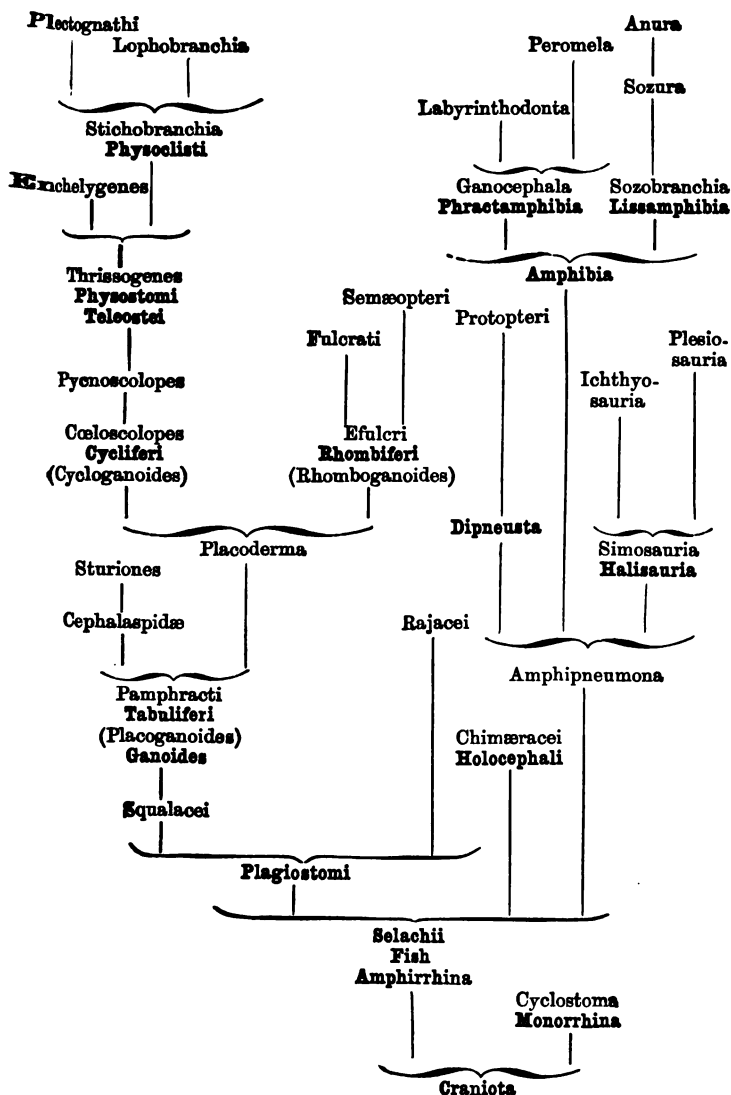 Plectognathi
Lophobranchia
Stichobranchia
Physoclisti
Enchelygenes
Thrissogenes
Physostomi
Teleostei
Pycnoscolopes
Cœloscolopes
Cycliferi
(Cycloganoides)
Semæopteri
Fulcrati
Efulcri
Rhombiferi
(Rhomboganoides)
Placoderma
Sturiones
Cephalaspidæ
Pamphracti
Tabuliferi
(Placoganoides)
Ganoides
Squalacei
Rajacei
Plagiostomi
Anura
Peromela
Sozura
Labyrinthodonta
Ganocephala
Phractamphibia
Sozobranchia
Lissamphibia
Amphibia
Protopteri
Plesio-
sauria
Ichthyo-
sauria
Dipneusta
Simosauria
Halisauria
Amphipneumona
Chimæracei
Holocephali
Selachii
Fish
Amphirrhina
Cyclostoma
Monorrhina
Craniota